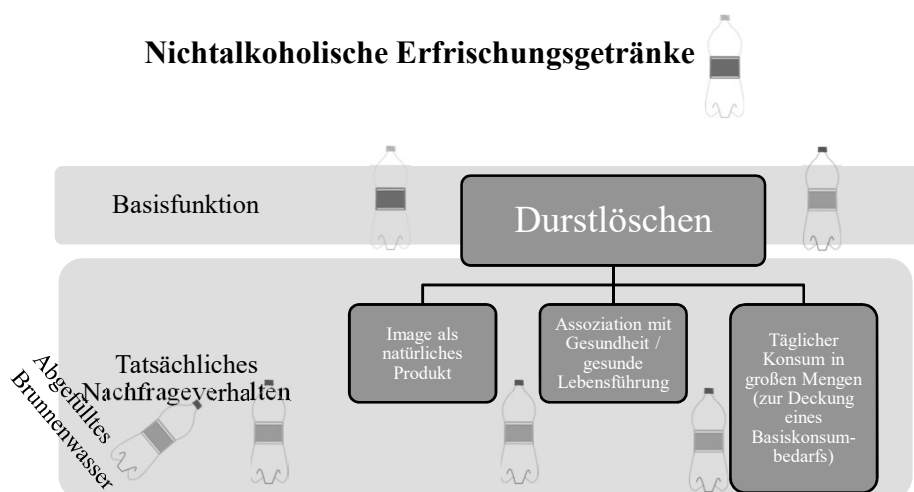 Nichtalkoholische Erfrischungsgetränke
Basisfunktion
Durstlöschen
Tatsächliches
Nachfrageverhalten
Image als
natürliches
Produkt
Assoziation mit
Gesundheit /
gesunde
Lebensführung
Täglicher
Konsum in
großen Mengen
(zur Deckung
eines
Basiskonsum-
bedarfs)
Abgefülltes
Brunnenwasser